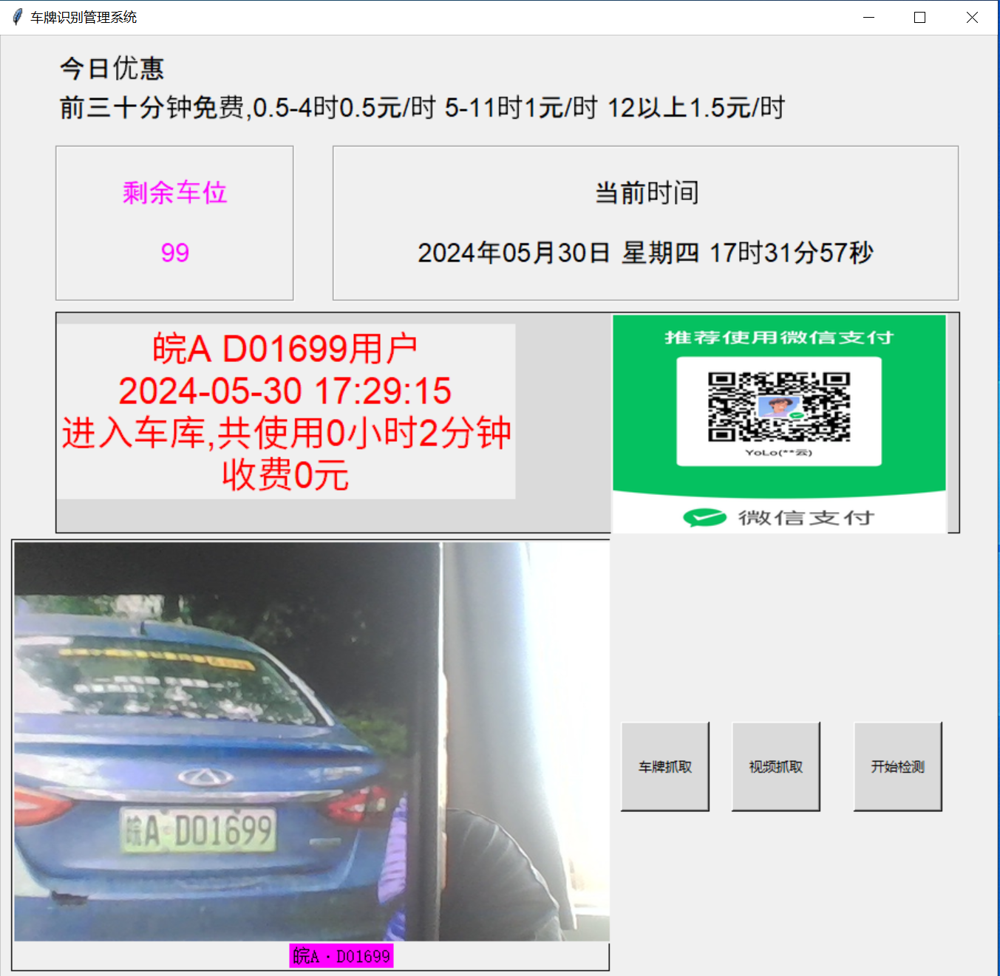 车牌识别管理系统
今日优惠
前三十分钟免费,0.5-4时0.5元/时 5-11时1元/时 12以上1.5元/时
剩余车位
99
当前时间
2024年05月30日 星期四 17时31分57秒
皖A D01699用户
2024-05-30 17:29:15
进入车库,共使用0小时2分钟
收费0元
推荐使用微信支付
YoLo(**云)
微信支付
皖A·D01699
车牌抓取
视频抓取
开始检测
皖A·D01699